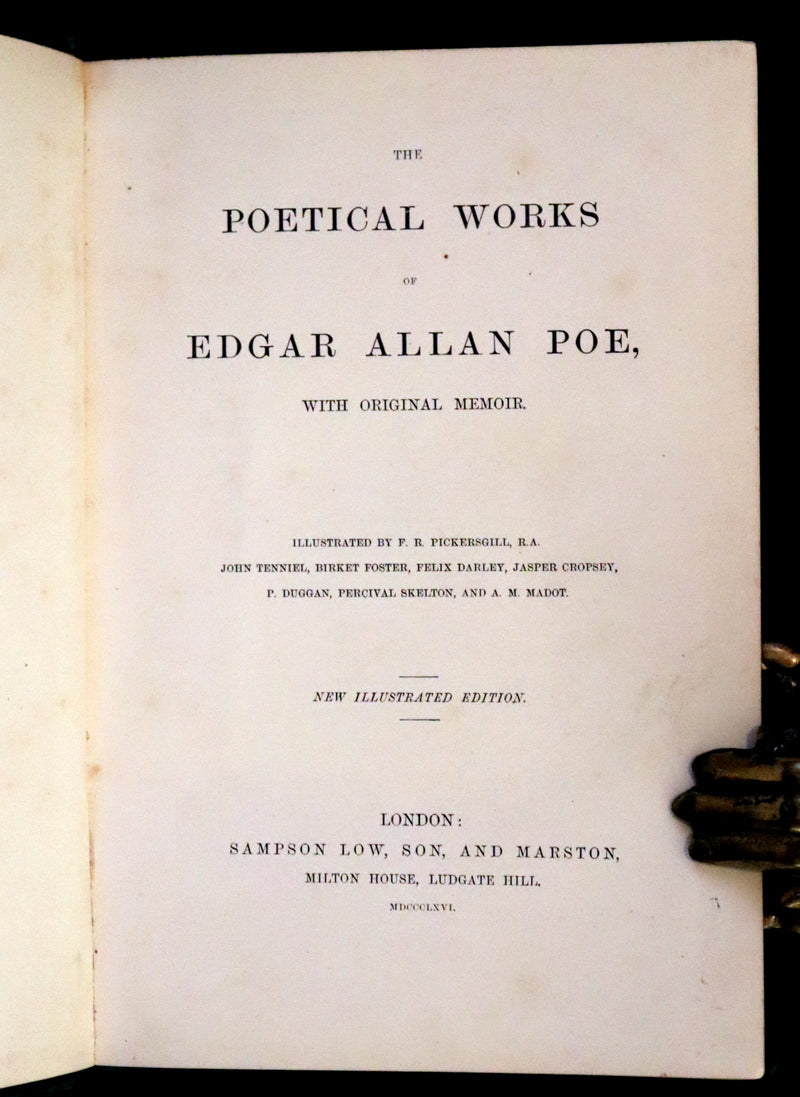 THE
POETICAL WORKS
OF
EDGAR ALLAN POE,
WITH ORIGINAL MEMOIR.
ILLUSTRATED BY F. R. PICKERSGILL, R.A.
JOHN TENNIEL, BIRKET FOSTER, FELIX DARLEY, JASPER CROPSEY,
P. DUGGAN, PERCIVAL SKELTON, AND A. M. MADOT.
NEW ILLUSTRATED EDITION.
LONDON:
SAMPSON LOW, SON, AND MARSTON,
MILTON HOUSE, LUDGATE HILL.
MDCCCLXVI.